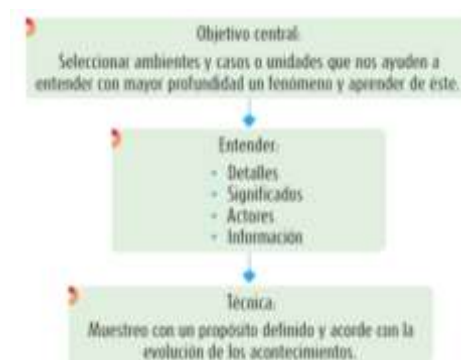 Objetivo central:
Seleccionar ambientes y casos o unidades que nos ayuden a
entender con mayor profundidad un fenómeno y aprender de éste.
Entender:
• Detalles
• Significados
• Actores
• Información
Técnica:
Muestreo con un propósito definido y acorde con la
evolución de los acontecimientos.